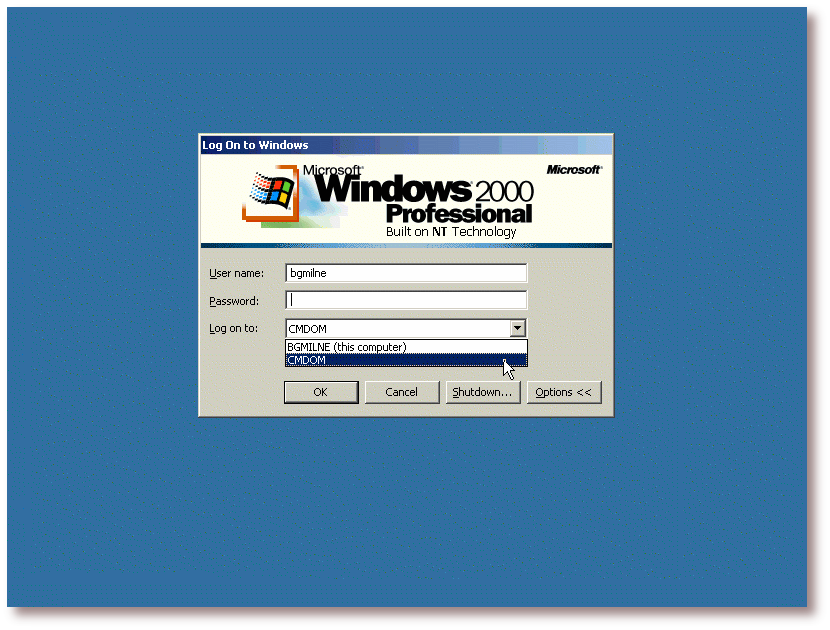 Log On to Windows
Microsoft
Microsoft
Windows 2000
Professional
Built on NT Technology
User name: bgmilne
Password:
Log on to: CMDOM
BGMILNE (this computer)
CMDOM
OK Cancel Shutdown... Options <<